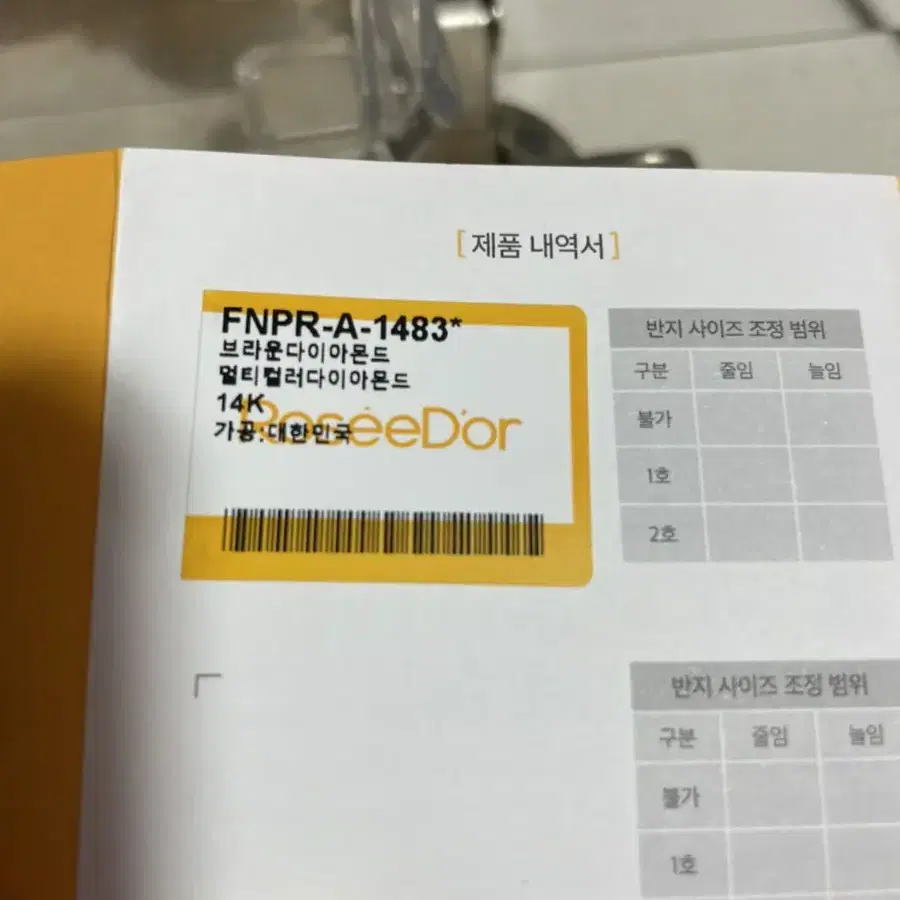 [ 제품 내역서 ]
FNPR-A-1483*
브라운다이아몬드
멀티컬러다이아몬드
14K
가공:대한민국
RoséeD'or
반지 사이즈 조정 범위
구분 줄임 늘임
불가
1호
2호
반지 사이즈 조정 범위
구분 줄임 늘임
불가
1호